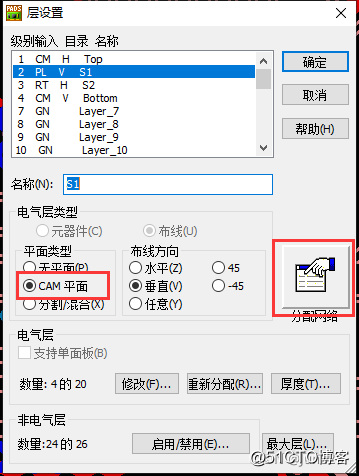 PADS
层设置
级别输入 目录 名称
1 CM H Top
2 PL V S1
3 RT H S2
4 CM V Bottom
7 GN Layer_7
8 GN Layer_8
9 GN Layer_9
10 GN Layer_10
确定
取消
帮助(H)
名称(N): S1
电气层类型
元器件(C) 布线(U)
平面类型 布线方向
无平面(P) 水平(Z) 45
CAM 平面 垂直(V) -45
分割/混合(X) 任意(Y)
分配网络
电气层
支持单面板(B)
数量: 4 的 20 修改(F)... 重新分配(R)... 厚度(T)...
非电气层
数量:24 的 26 启用/禁用(E)... 最大层(L)...
@51CTO博客